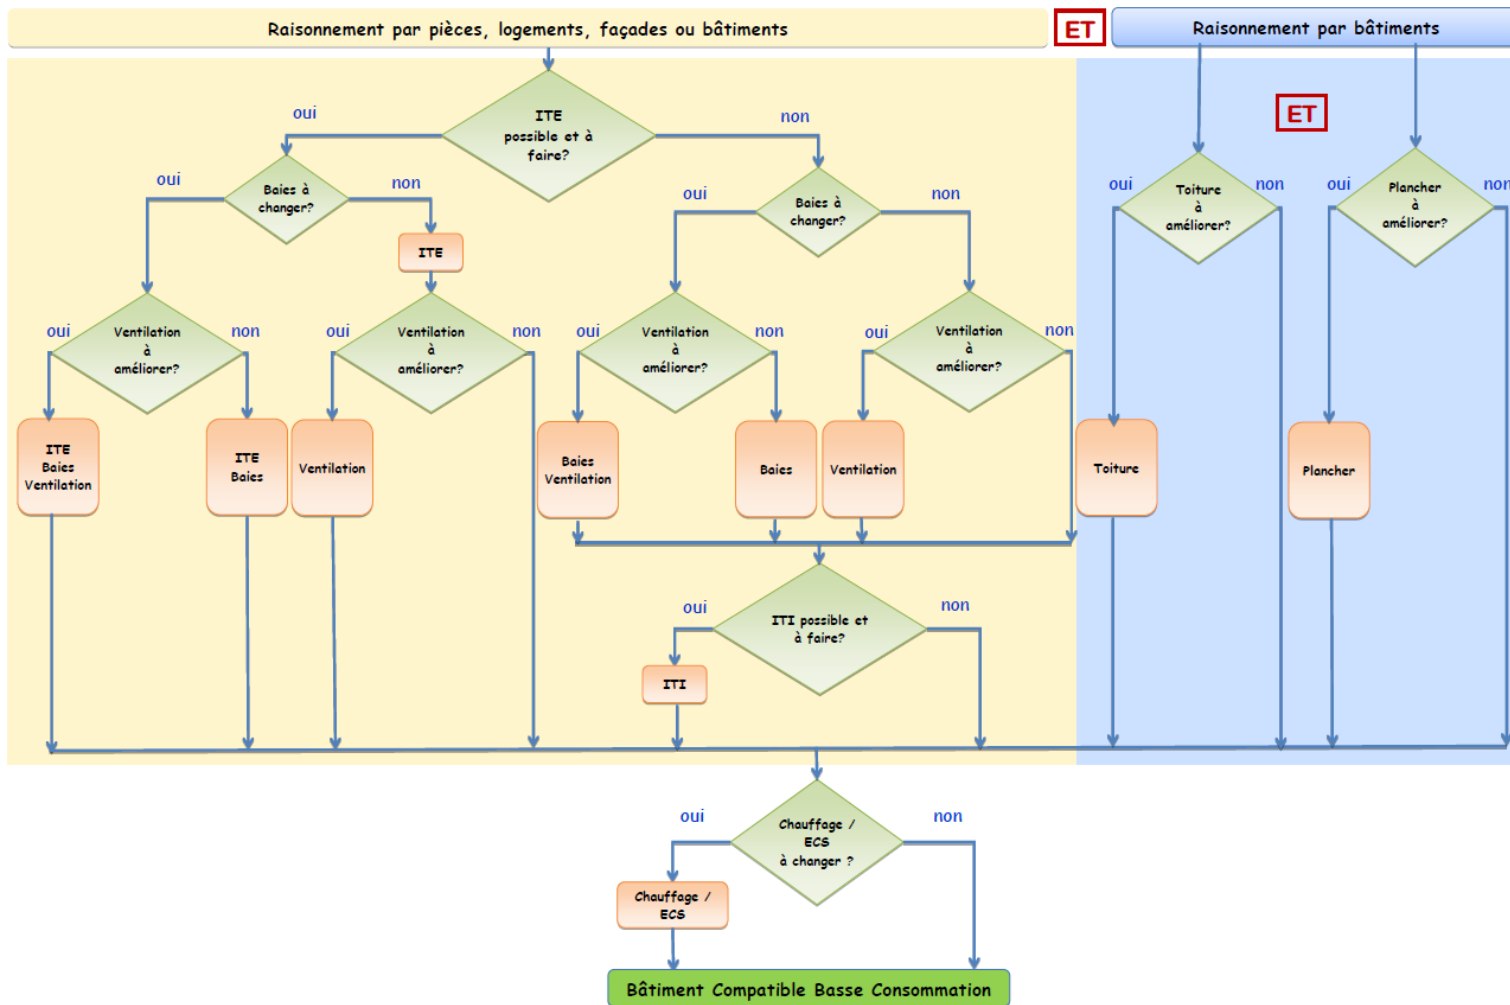 Raisonnement par pièces, logements, façades ou bâtiments
ET
Raisonnement par bâtiments
ET
ITE
possible et à
faire?
oui
non
Baies à
changer?
oui
non
ITE
Baies à
changer?
oui
non
Toiture
à
améliorer?
oui
non
Plancher
à
améliorer?
oui
non
Ventilation
à
améliorer?
oui
non
Ventilation
à
améliorer?
oui
non
Ventilation
à
améliorer?
oui
non
Ventilation
à
améliorer?
oui
non
ITE
Baies
Ventilation
ITE
Baies
Ventilation
Baies
Ventilation
Baies
Ventilation
Toiture
Plancher
ITI possible et
à faire?
oui
non
ITI
Chauffage /
ECS
à changer ?
oui
non
Chauffage /
ECS
Bâtiment Compatible Basse Consommation